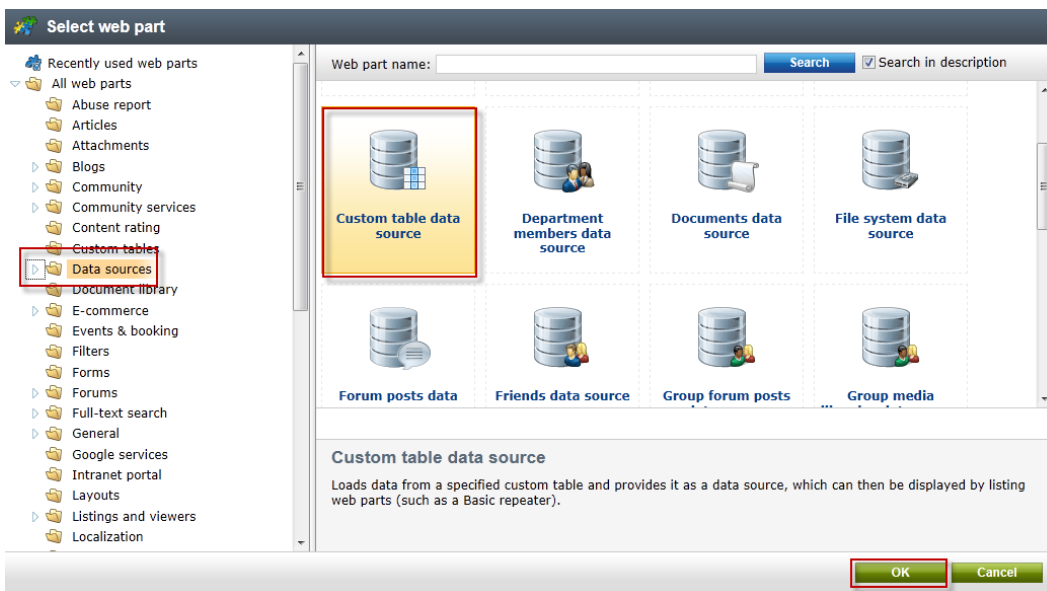 Select web part
Recently used web parts
All web parts
Abuse report
Articles
Attachments
Blogs
Community
Community services
Content rating
Custom tables
Data sources
Document library
E-commerce
Events & booking
Filters
Forms
Forums
Full-text search
General
Google services
Intranet portal
Layouts
Listings and viewers
Localization
Web part name:
Search
Search in description
Custom table data
source
Department
members data
source
Documents data
source
File system data
source
Forum posts data
Friends data source
Group forum posts
Group media
Custom table data source
Loads data from a specified custom table and provides it as a data source, which can then be displayed by listing
web parts (such as a Basic repeater).
OK
Cancel